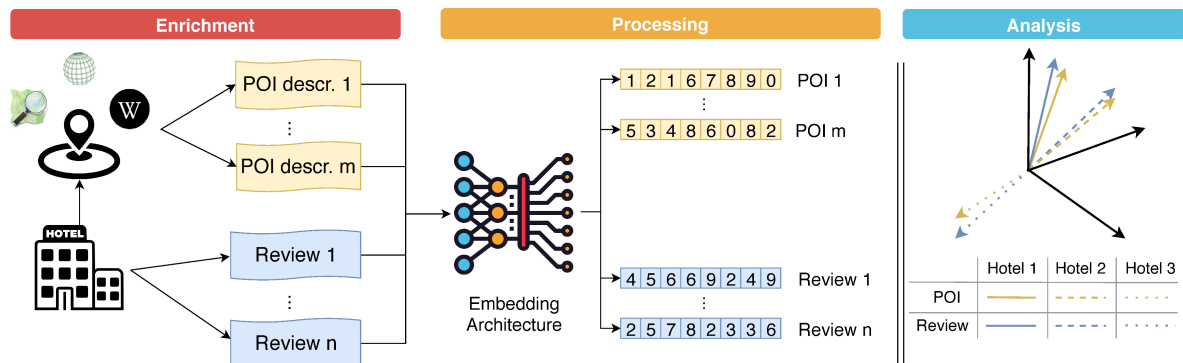 Enrichment
Processing
Analysis
W
POI descr. 1
...
POI descr. m
HOTEL
Review 1
...
Review n
Embedding
Architecture
1 2 1 6 7 8 9 0 POI 1
...
5 3 4 8 6 0 8 2 POI m
4 5 6 6 9 2 4 9 Review 1
...
2 5 7 8 2 3 3 6 Review n
Hotel 1 Hotel 2 Hotel 3
POI
Review